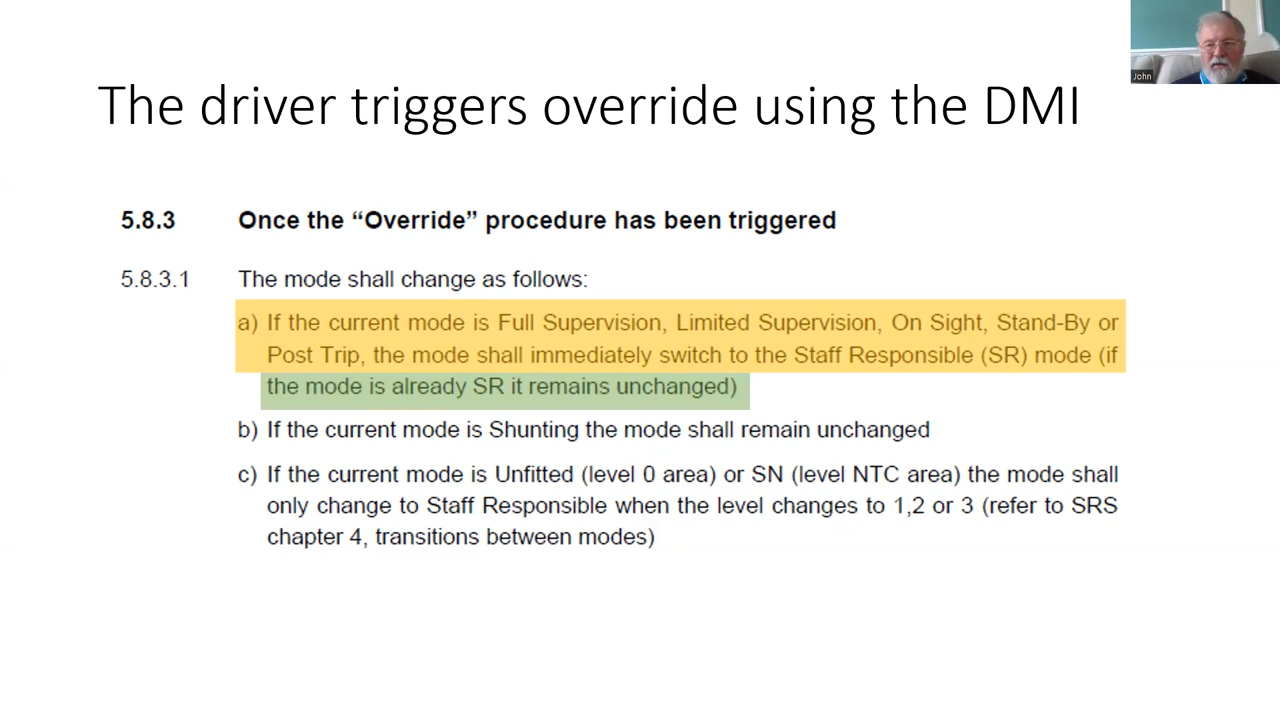 John
The driver triggers override using the DMI
5.8.3 Once the “Override” procedure has been triggered
5.8.3.1 The mode shall change as follows:
a) If the current mode is Full Supervision, Limited Supervision, On Sight, Stand-By or
Post Trip, the mode shall immediately switch to the Staff Responsible (SR) mode (if
the mode is already SR it remains unchanged)
b) If the current mode is Shunting the mode shall remain unchanged
c) If the current mode is Unfitted (level 0 area) or SN (level NTC area) the mode shall
only change to Staff Responsible when the level changes to 1,2 or 3 (refer to SRS
chapter 4, transitions between modes)